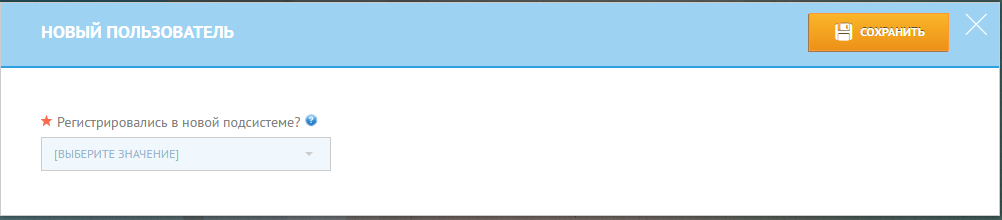 НОВЫЙ ПОЛЬЗОВАТЕЛЬ
СОХРАНИТЬ
Регистрировались в новой подсистеме?
[ВЫБЕРИТЕ ЗНАЧЕНИЕ]